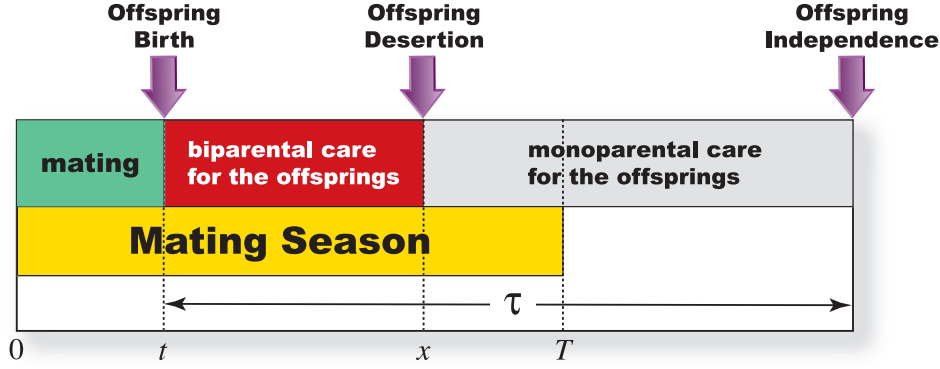 Offspring
Birth
Offspring
Desertion
Offspring
Independence
mating
biparental care
for the offsprings
monoparental care
for the offsprings
Mating Season
τ
0
t
x
T